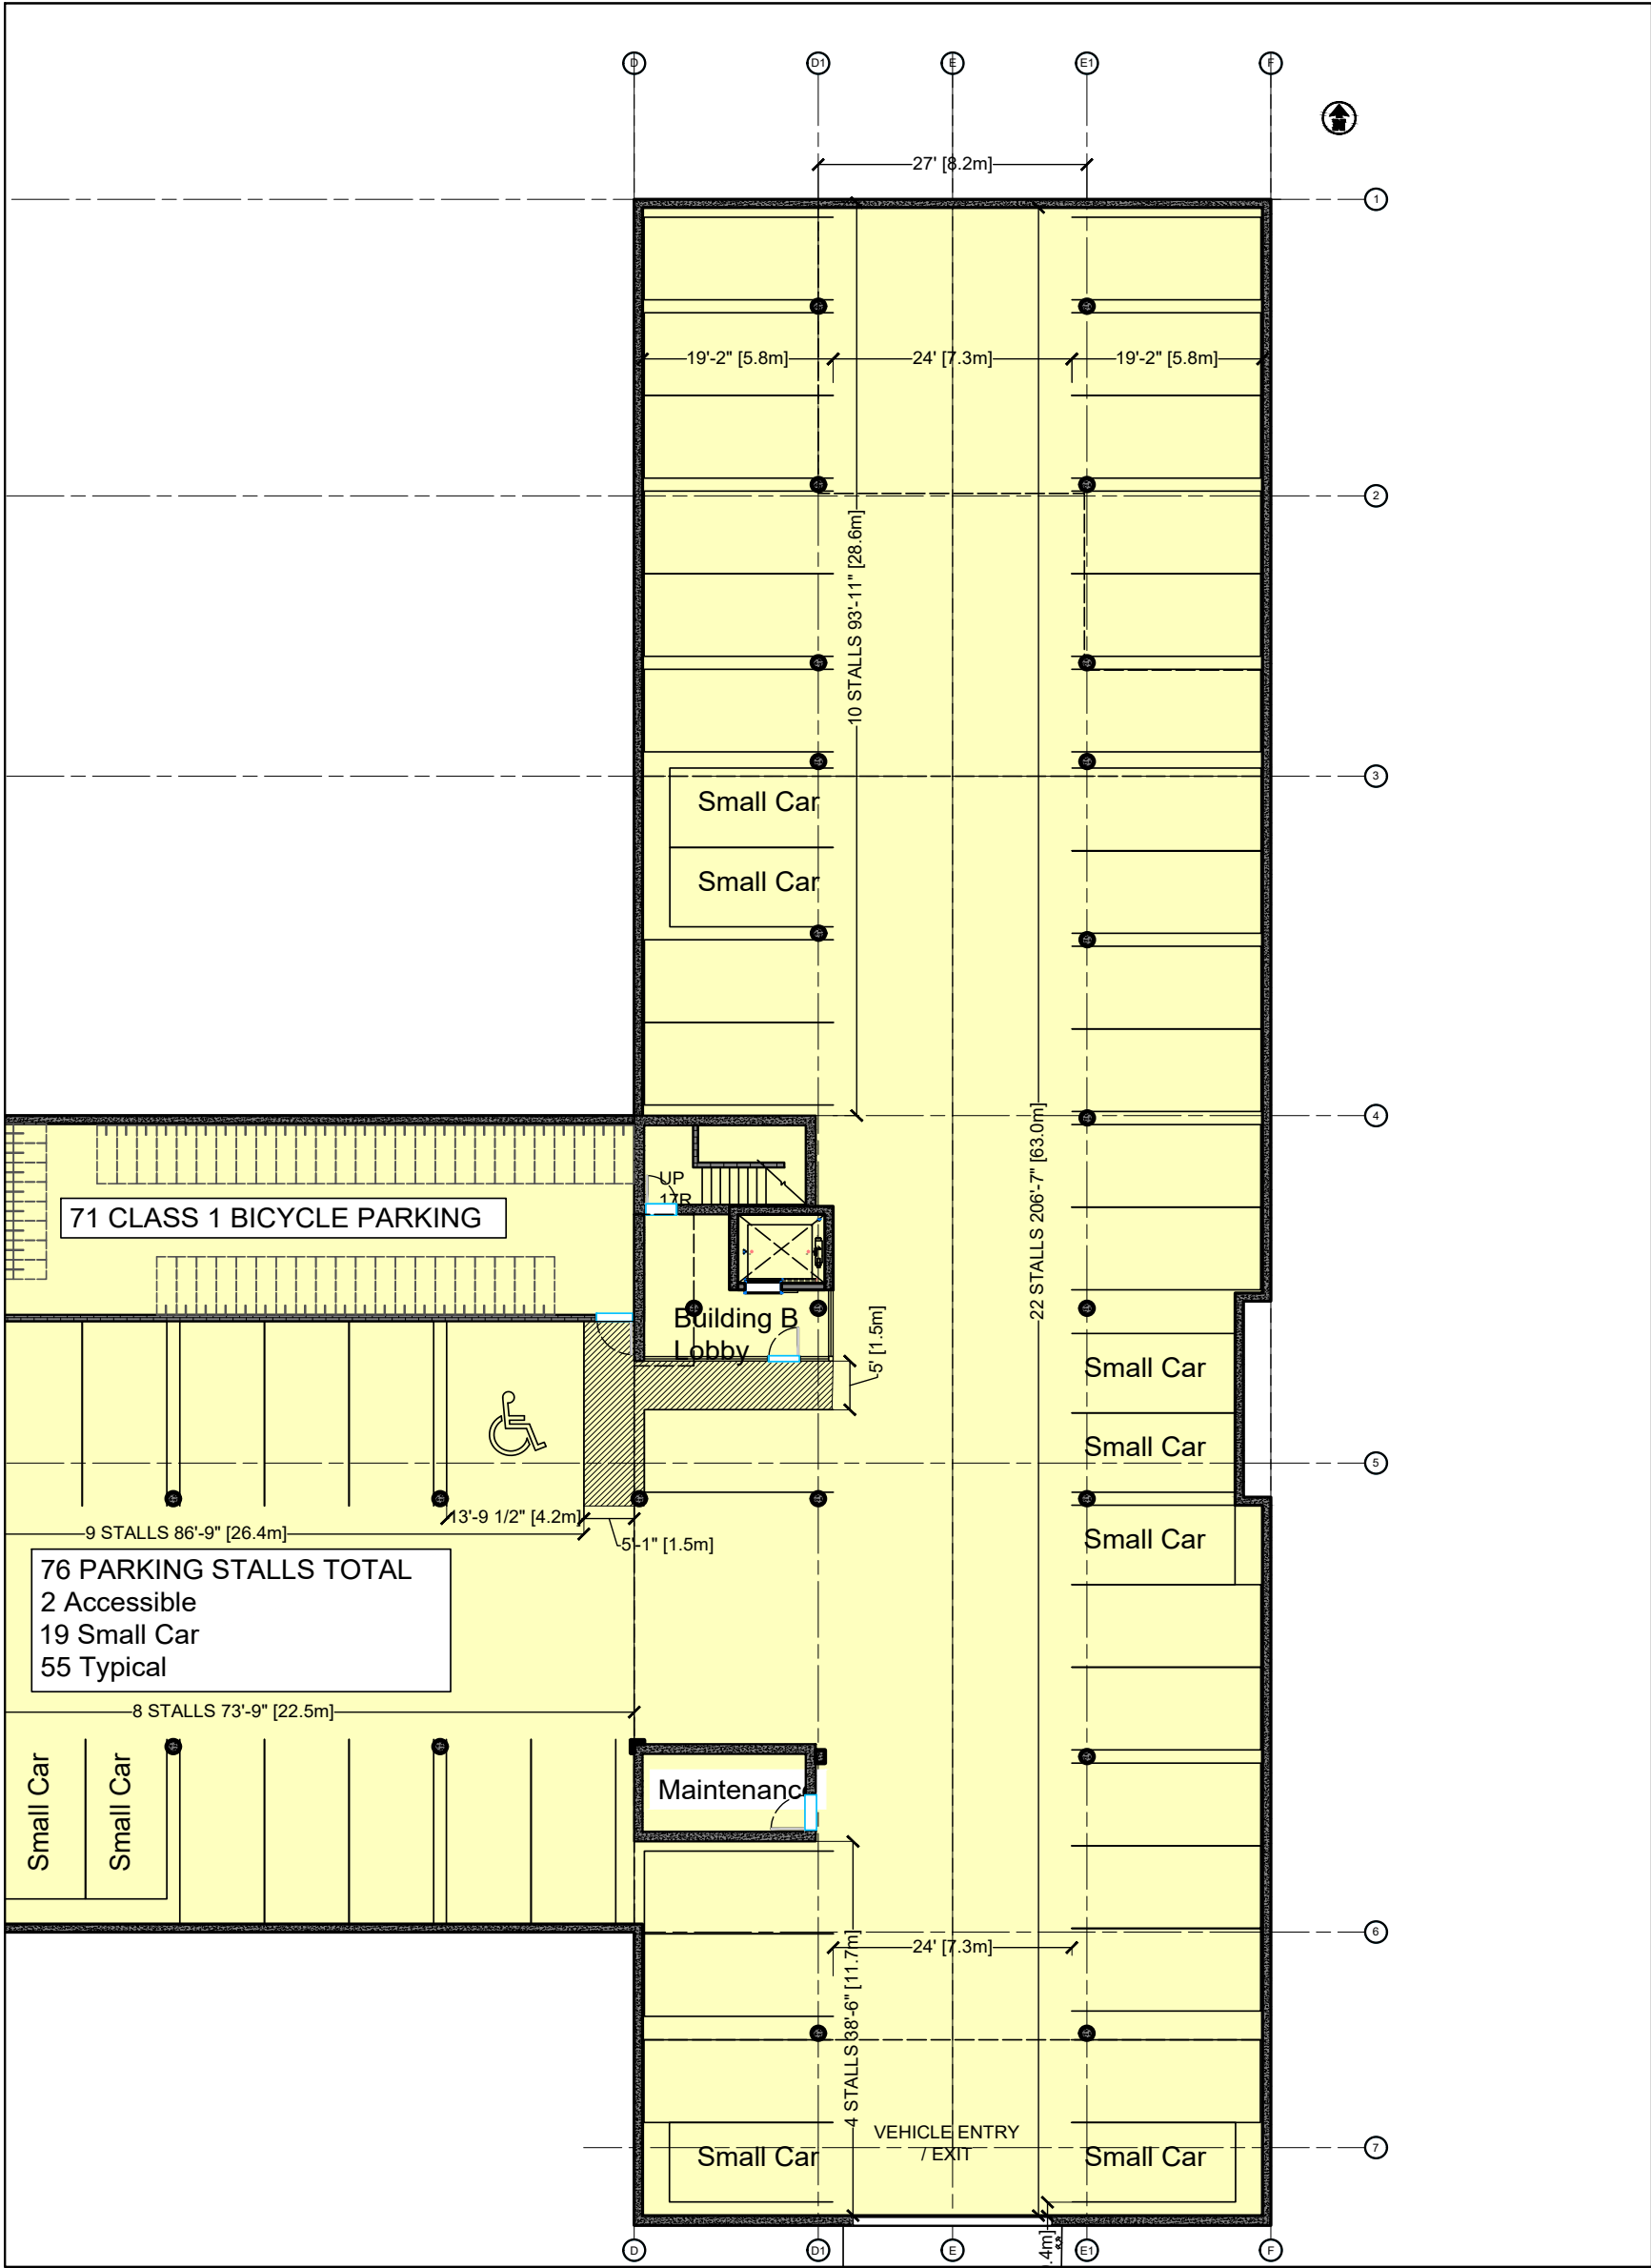 D D1 E E1 F
27' [8.2m]
1
19'-2" [5.8m] 24' [7.3m] 19'-2" [5.8m]
2
10 STALLS 93'-11" [28.6m]
3
Small Car
Small Car
4
22 STALLS 206'-7" [63.0m]
UP
17R
71 CLASS 1 BICYCLE PARKING
Building B
Lobby
5' [1.5m]
Small Car
Small Car
5
13'-9 1/2" [4.2m]
9 STALLS 86'-9" [26.4m]
5'-1" [1.5m]
Small Car
76 PARKING STALLS TOTAL
2 Accessible
19 Small Car
55 Typical
8 STALLS 73'-9" [22.5m]
Small Car
Small Car
Maintenance
6
24' [7.3m]
4 STALLS 38'-6" [11.7m]
VEHICLE ENTRY
/ EXIT
7
Small Car
Small Car
.4m]
D D1 E E1 F